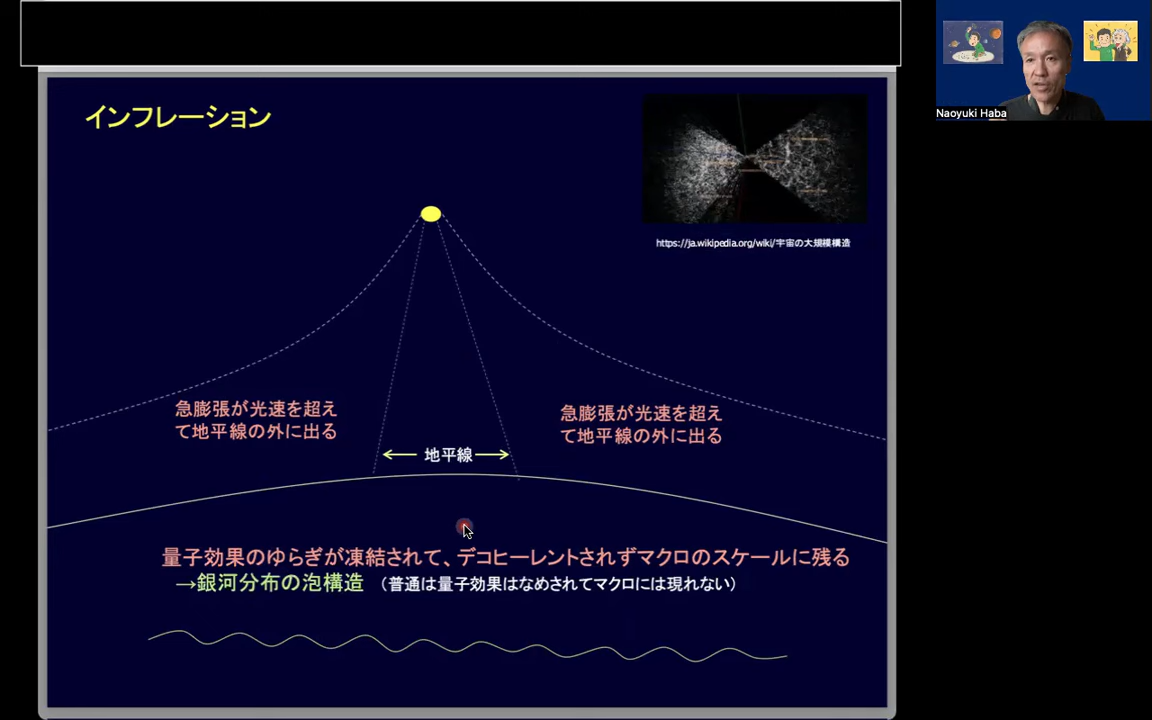 インフレーション
Naoyuki Haba
https://ja.wikipedia.org/wiki/宇宙の大規模構造
急膨張が光速を超え
て地平線の外に出る
急膨張が光速を超え
て地平線の外に出る
地平線
量子効果のゆらぎが凍結されて、デコヒーレントされずマクロのスケールに残る
→銀河分布の泡構造 （普通は量子効果はなめされてマクロには現れない）